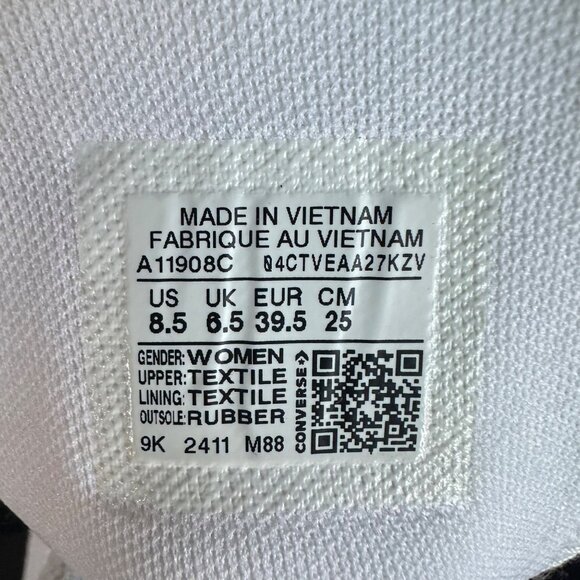 MADE IN VIETNAM
FABRIQUE AU VIETNAM
A11908C 04CTVEAA27KZV
US UK EUR CM
8.5 6.5 39.5 25
GENDER: WOMEN
UPPER: TEXTILE
LINING: TEXTILE
OUTSOLE: RUBBER
9K 2411 M88
CONVERSE